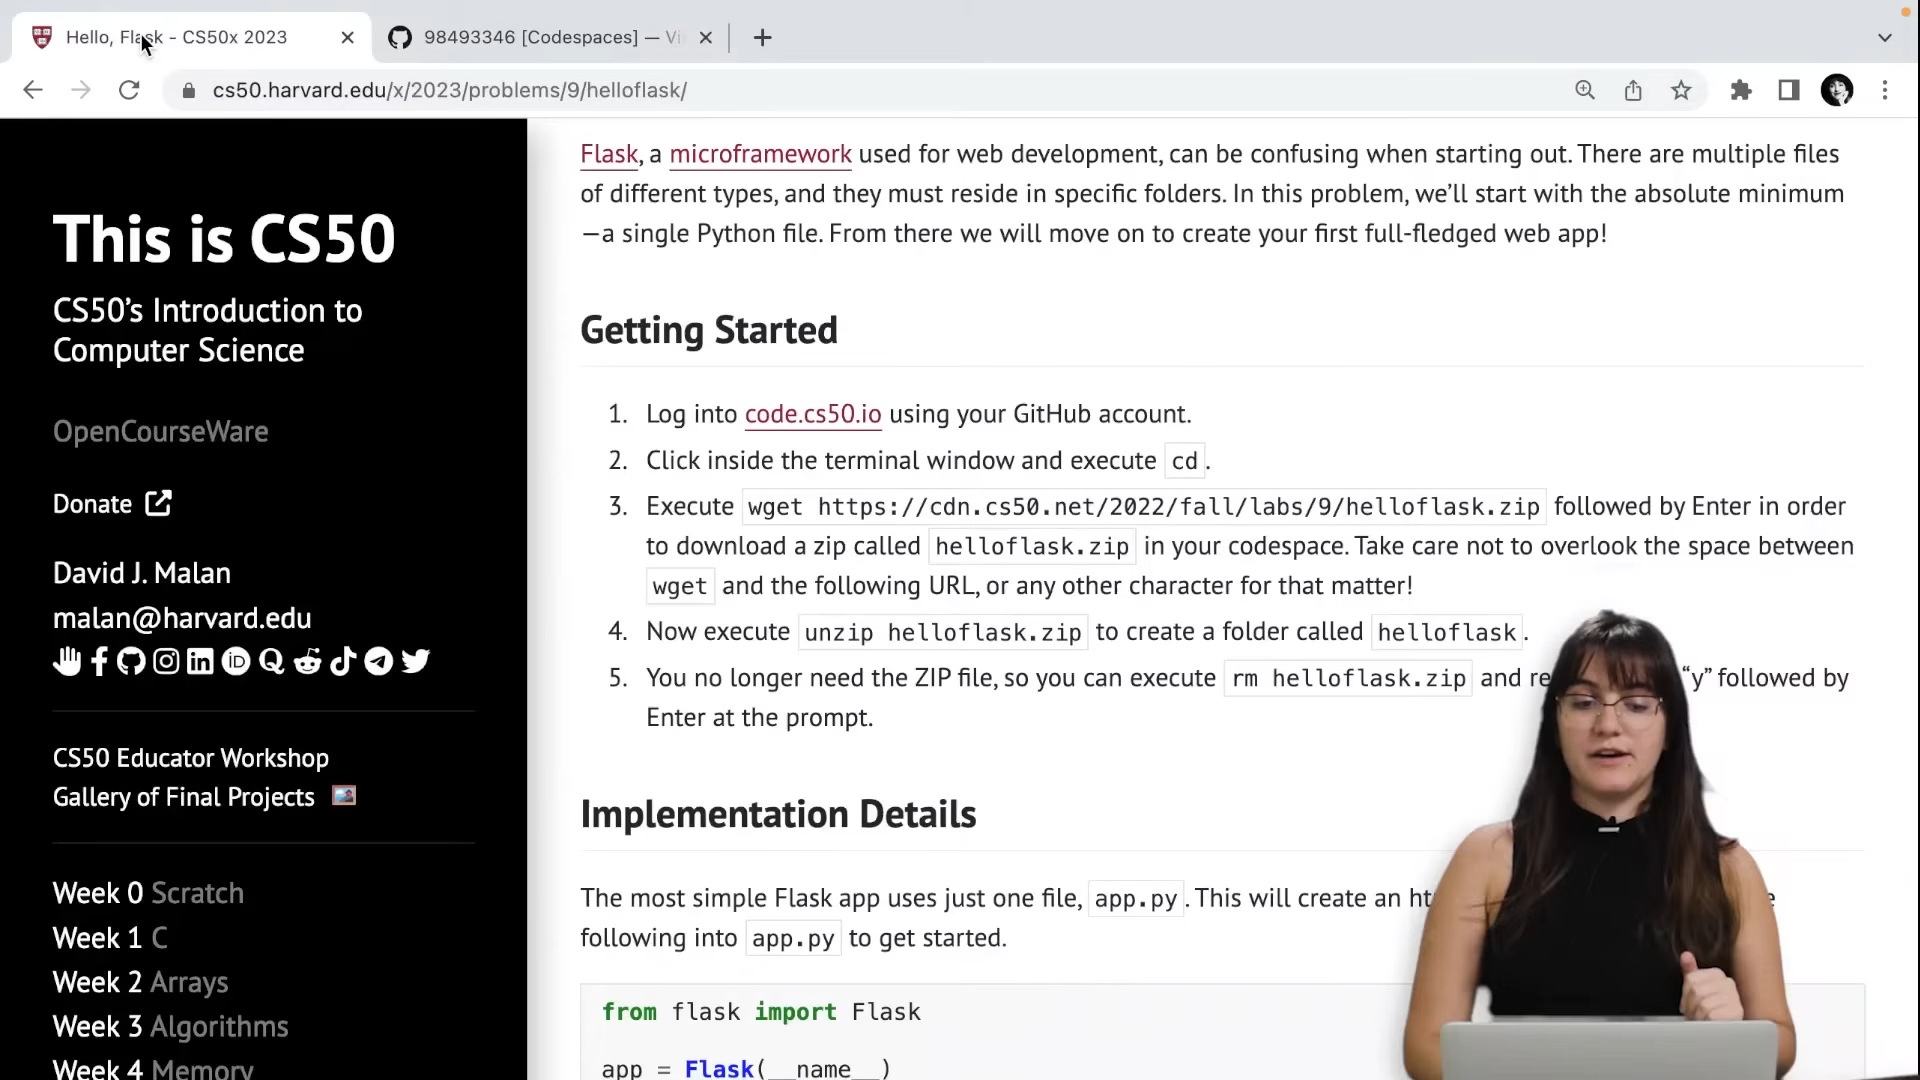 Hello, Flask - CS50x 2023
98493346 [Codespaces] — Vi
cs50.harvard.edu/x/2023/problems/9/helloflask/
This is CS50
CS50’s Introduction to
Computer Science
OpenCourseWare
Donate
David J. Malan
malan@harvard.edu
CS50 Educator Workshop
Gallery of Final Projects
Week 0 Scratch
Week 1 C
Week 2 Arrays
Week 3 Algorithms
Week 4 Memory
Flask, a microframework used for web development, can be confusing when starting out. There are multiple files
of different types, and they must reside in specific folders. In this problem, we’ll start with the absolute minimum
—a single Python file. From there we will move on to create your first full-fledged web app!
Getting Started
1. Log into code.cs50.io using your GitHub account.
2. Click inside the terminal window and execute cd.
3. Execute wget https://cdn.cs50.net/2022/fall/labs/9/helloflask.zip followed by Enter in order
to download a zip called helloflask.zip in your codespace. Take care not to overlook the space between
wget and the following URL, or any other character for that matter!
4. Now execute unzip helloflask.zip to create a folder called helloflask.
5. You no longer need the ZIP file, so you can execute rm helloflask.zip and re “y” followed by
Enter at the prompt.
Implementation Details
The most simple Flask app uses just one file, app.py. This will create an ht
following into app.py to get started.
from flask import Flask
app = Flask(__name__)